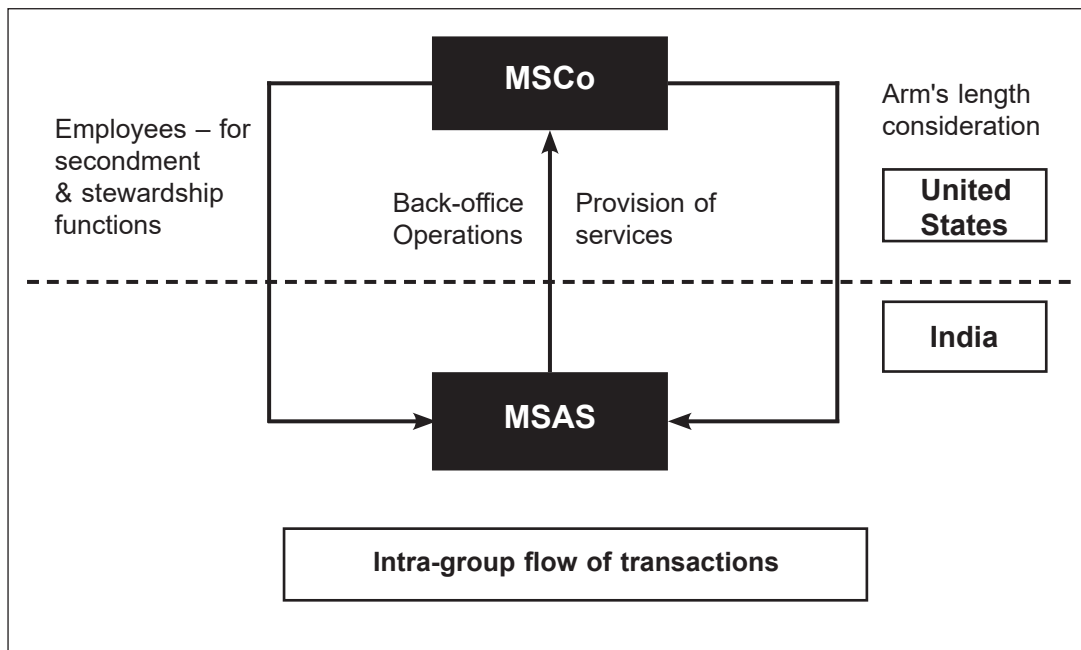 MSCo
Employees – for
secondment
& stewardship
functions
Back-office
Operations
Provision of
services
Arm's length
consideration
United
States
India
MSAS
Intra-group flow of transactions